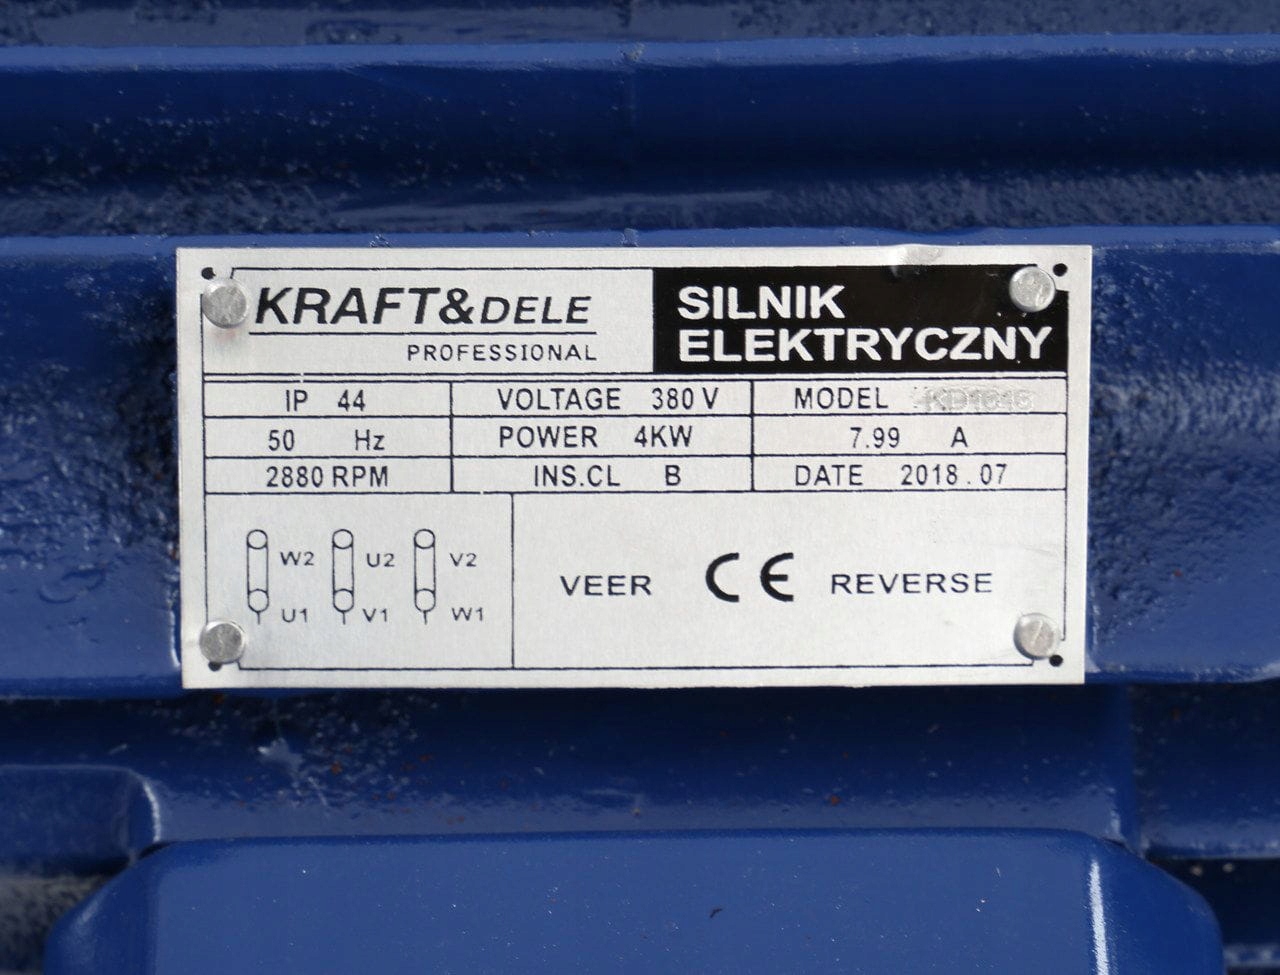 KRAFT&DELE
PROFESSIONAL
SILNIK
ELEKTRYCZNY
IP 44 VOLTAGE 380 V MODEL
50 Hz POWER 4KW 7.99 A
2880 RPM INS.CL B DATE 2018.07
W2 U2 V2
U1 V1 W1
VEER CE REVERSE